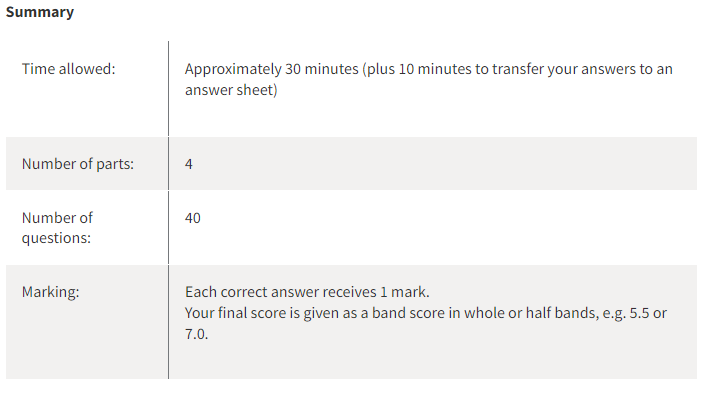 Summary
Time allowed:
Approximately 30 minutes (plus 10 minutes to transfer your answers to an
answer sheet)
Number of parts:
4
Number of
questions:
40
Marking:
Each correct answer receives 1 mark.
Your final score is given as a band score in whole or half bands, e.g. 5.5 or
7.0.